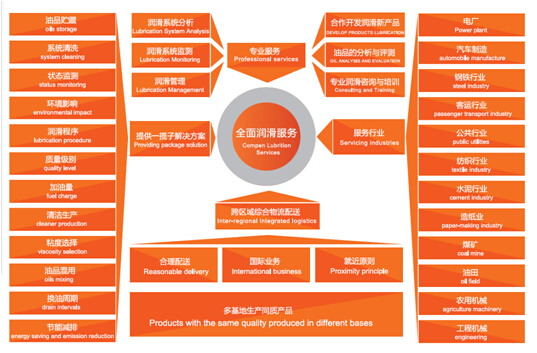 油品贮存
oils storage
系统清洗
system cleaning
状态监测
status monitoring
环境影响
environmental impact
润滑程序
lubrication procedure
质量级别
quality level
加油量
fuel charge
清洁生产
cleaner production
粘度选择
viscosity selection
油品混用
oils mixing
换油周期
drain intervals
节能减排
energy saving and emission reduction
润滑系统分析
Lubrication System Analysis
润滑系统监测
Lubrication Monitoring
润滑管理
Lubrication Management
专业服务
Professional services
合作开发润滑新产品
DEVELOP PRODUCTS LUBRICATION
油品的分析与评测
OIL ANALYSIS AND EVALUATION
专业润滑咨询与培训
Consulting and Training
提供一揽子解决方案
Providing package solution
全面润滑服务
Compen Lubrition
Services
服务行业
Servicing industries
跨区域综合物流配送
Inter-regional integrated logistics
合理配送
Reasonable delivery
国际业务
International business
就近原则
Proximity principle
多基地生产同质产品
Products with the same quality produced in different bases
电厂
Power plant
汽车制造
automobile manufacture
钢铁行业
steel industry
客运行业
passenger transport industry
公共行业
public utilities
纺织行业
textile industry
水泥行业
cement industry
造纸业
paper-making industry
煤矿
coal mine
油田
oil field
农用机械
agriculture machinery
工程机械
engineering